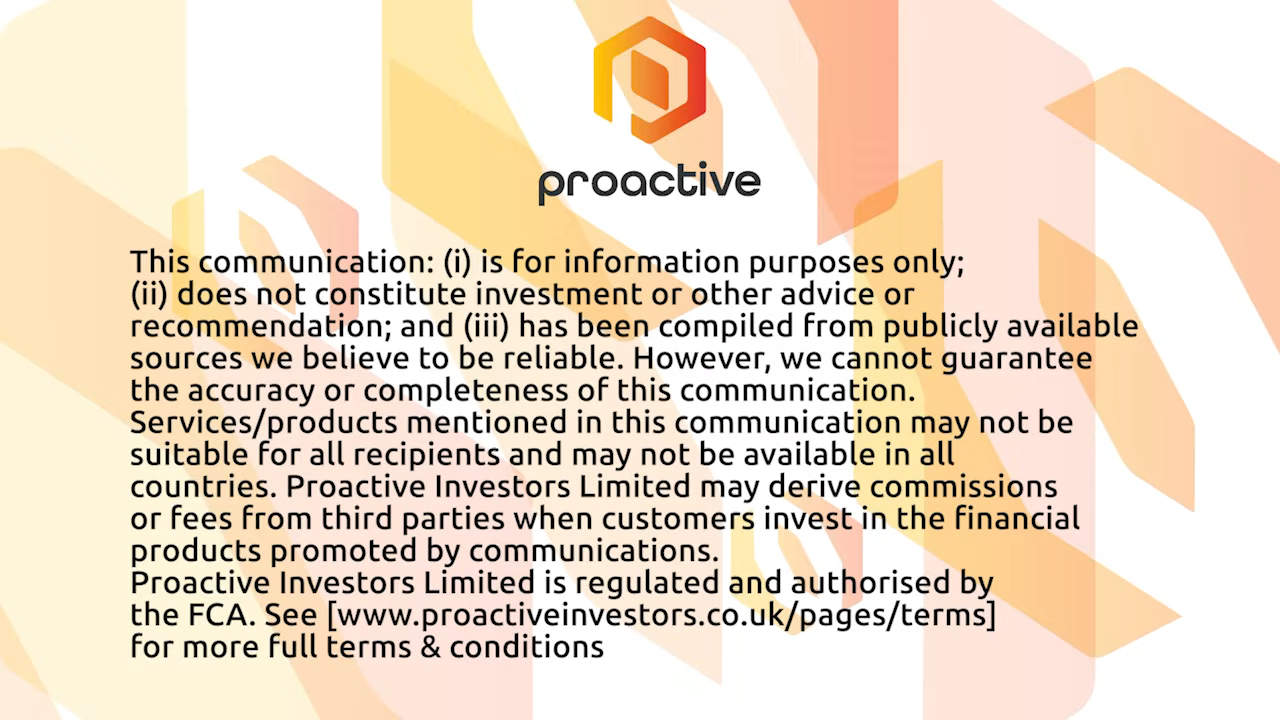 proactive
This communication: (i) is for information purposes only;
(ii) does not constitute investment or other advice or
recommendation; and (iii) has been compiled from publicly available
sources we believe to be reliable. However, we cannot guarantee
the accuracy or completeness of this communication.
Services/products mentioned in this communication may not be
suitable for all recipients and may not be available in all
countries. Proactive Investors Limited may derive commissions
or fees from third parties when customers invest in the financial
products promoted by communications.
Proactive Investors Limited is regulated and authorised by
the FCA. See [www.proactiveinvestors.co.uk/pages/terms]
for more full terms & conditions